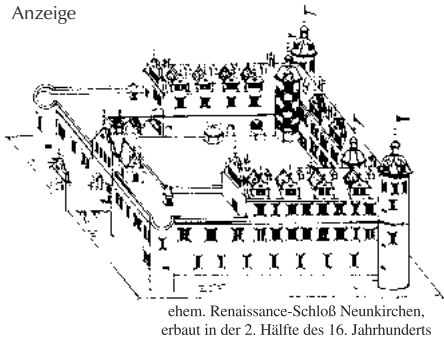 Anzeige
ehem. Renaissance-Schloß Neunkirchen,
erbaut in der 2. Hälfte des 16. Jahrhunderts